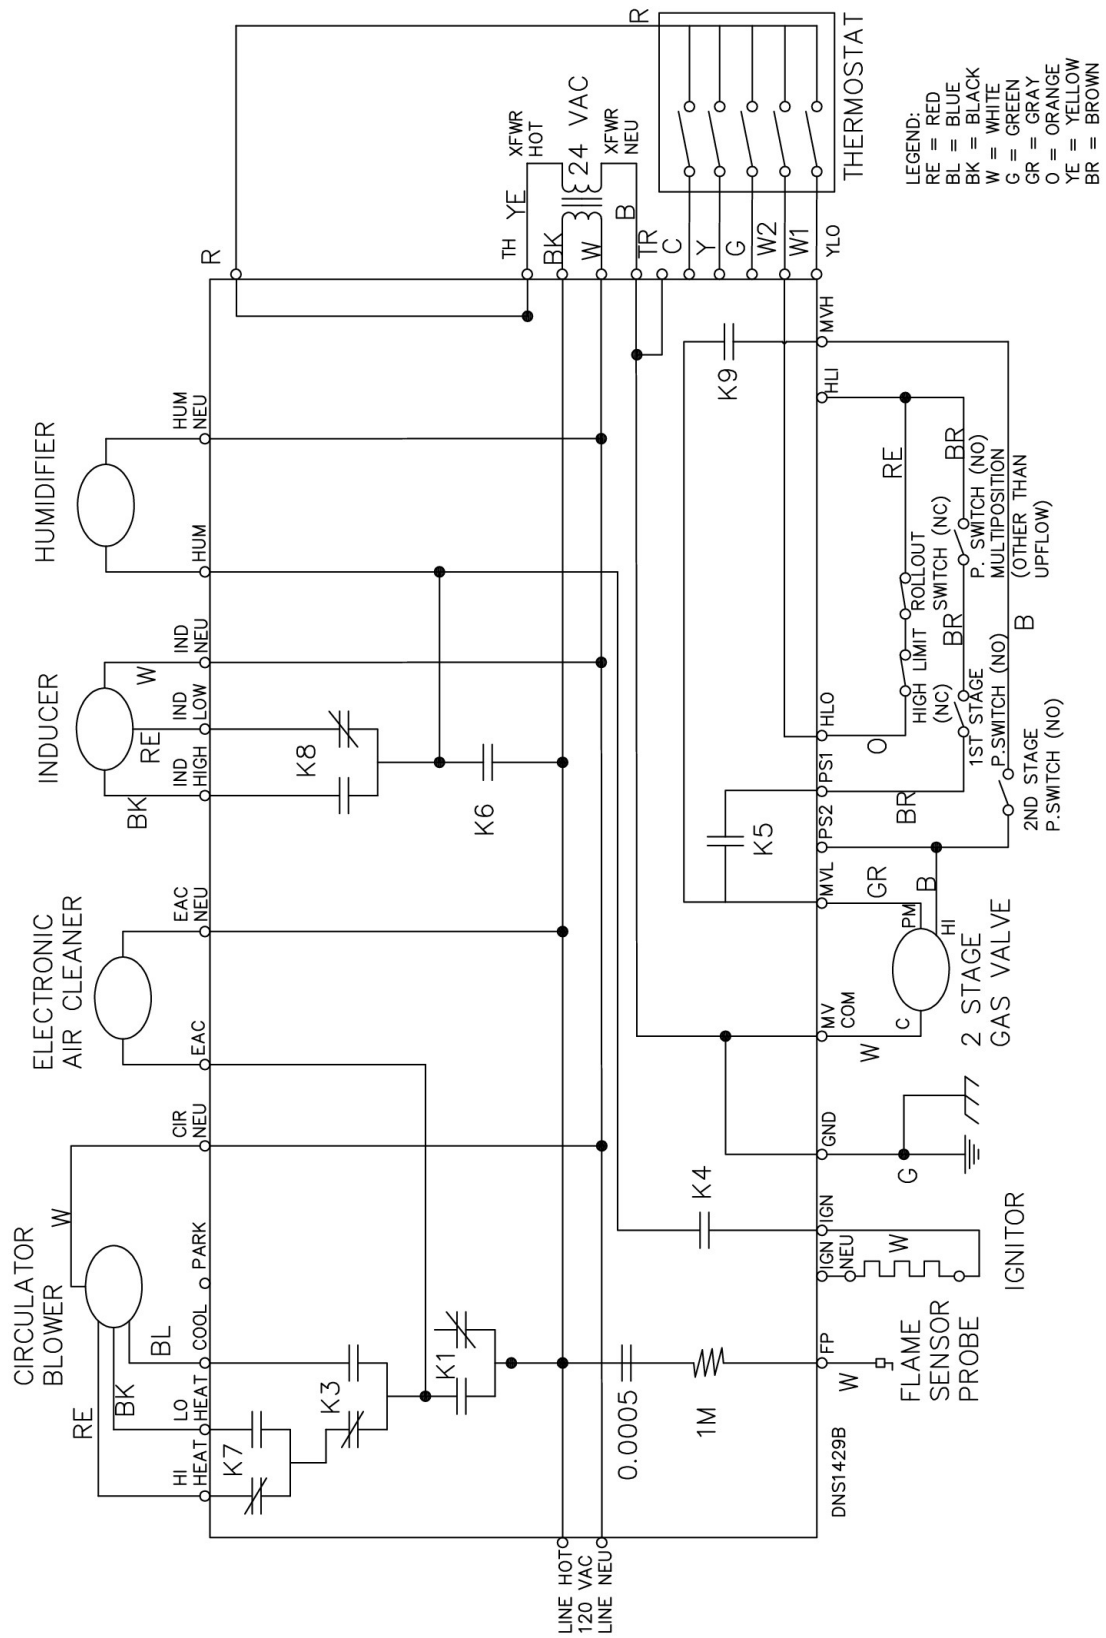 CIRCULATOR
BLOWER
RE
BK
BL
W
HI
HEAT
LO
HEAT
COOL
PARK
CIR
NEU
ELECTRONIC
AIR CLEANER
EAC
EAC
NEU
INDUCER
BK
RE
W
IND
HIGH
IND
LOW
IND
NEU
HUMIDIFIER
HUM
HUM
NEU
R
K7
K3
K1
K8
K6
LINE HOT
120 VAC
LINE NEU
0.0005
1M
K4
K5
K9
TH
BK
W
YE
XFWR
HOT
24 VAC
XFWR
NEU
B
TR
C
Y
G
W2
W1
YLO
R
THERMOSTAT
DNS1429B
FP
IGN
NEU
IGN
GND
MV
COM
MVL
PS2
PS1
HLO
HLI
MVH
W
FLAME
SENSOR
PROBE
W
IGNITOR
G
W
C
PM
HI
GR
B
2 STAGE
GAS VALVE
BR
O
HIGH LIMIT
(NC)
ROLLOUT
SWITCH (NC)
RE
1ST STAGE
P.SWITCH (NO)
BR
BR
P. SWITCH (NO)
MULTIPOSITION
(OTHER THAN
UPFLOW)
2ND STAGE
P.SWITCH (NO)
B
LEGEND:
RE = RED
BL = BLUE
BK = BLACK
W = WHITE
G = GREEN
GR = GRAY
O = ORANGE
YE = YELLOW
BR = BROWN